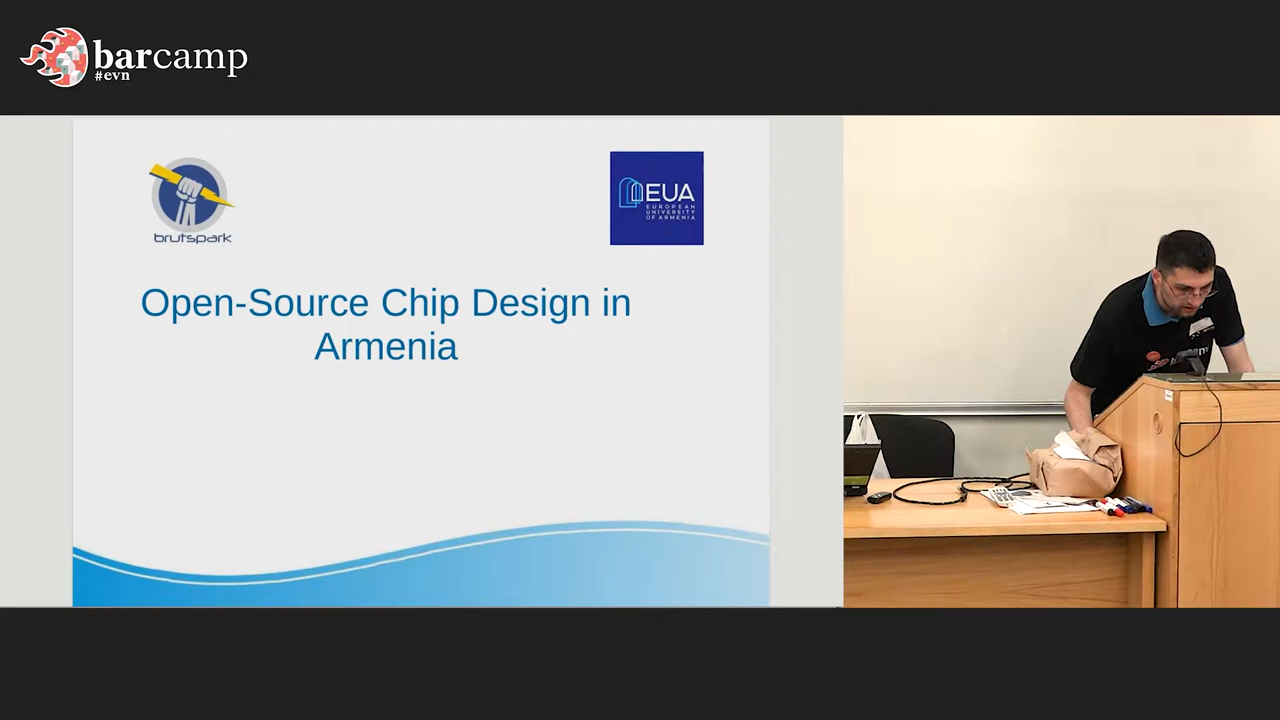 barcamp
#evn
brutspark
EUA
EUROPEAN
UNIVERSITY
OF ARMENIA
Open-Source Chip Design in
Armenia